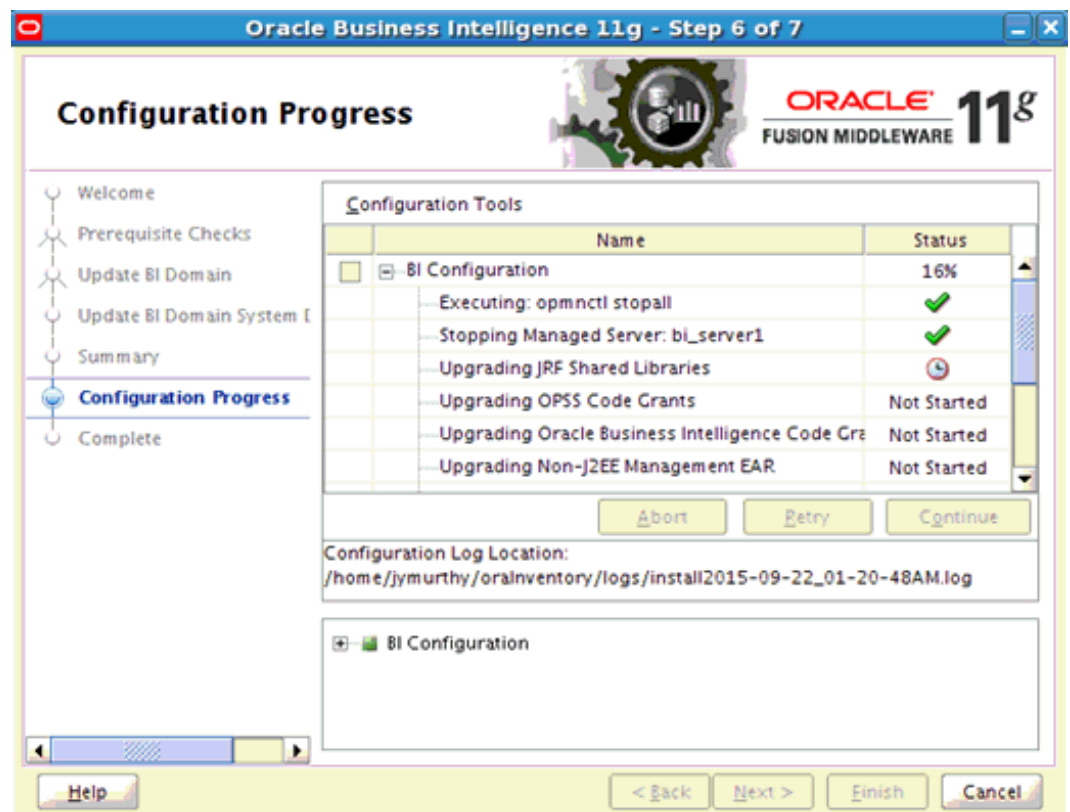 Oracle Business Intelligence 11g - Step 6 of 7
Configuration Progress
ORACLE
FUSION MIDDLEWARE 11g
Welcome
Prerequisite Checks
Update BI Domain
Update BI Domain System D
Summary
Configuration Progress
Complete
Configuration Tools
Name Status
BI Configuration 16%
Executing: opmnctl stopall
Stopping Managed Server: bi_server1
Upgrading JRF Shared Libraries
Upgrading OPSS Code Grants Not Started
Upgrading Oracle Business Intelligence Code Gra Not Started
Upgrading Non-J2EE Management EAR Not Started
Abort Retry Continue
Configuration Log Location:
/home/jymurthy/oraInventory/logs/install2015-09-22_01-20-48AM.log
BI Configuration
Help < Back Next > Finish Cancel